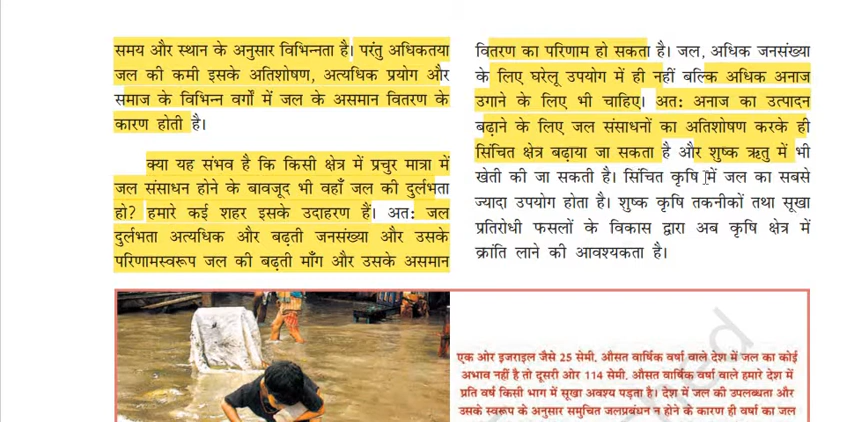 समय और स्थान के अनुसार विभिन्नता है। परंतु अधिकतया
जल की कमी इसके अतिशोषण, अत्यधिक प्रयोग और
समाज के विभिन्न वर्गों में जल के असमान वितरण के
कारण होती है।
क्या यह संभव है कि किसी क्षेत्र में प्रचुर मात्रा में
जल संसाधन होने के बावजूद भी वहाँ जल की दुर्लभता
हो? हमारे कई शहर इसके उदाहरण हैं। अतः जल
दुर्लभता अत्यधिक और बढ़ती जनसंख्या और उसके
परिणामस्वरूप जल की बढ़ती माँग और उसके असमान
वितरण का परिणाम हो सकता है। जल, अधिक जनसंख्या
के लिए घरेलू उपयोग में ही नहीं बल्कि अधिक अनाज
उगाने के लिए भी चाहिए। अतः अनाज का उत्पादन
बढ़ाने के लिए जल संसाधनों का अतिशोषण करके ही
सिंचित क्षेत्र बढ़ाया जा सकता है और शुष्क ऋतु में भी
खेती की जा सकती है। सिंचित कृषि में जल का सबसे
ज्यादा उपयोग होता है। शुष्क कृषि तकनीकों तथा सूखा
प्रतिरोधी फसलों के विकास द्वारा अब कृषि क्षेत्र में
क्रांति लाने की आवश्यकता है।
एक ओर इजराइल जैसे 25 सेमी. औसत वार्षिक वर्षा वाले देश में जल का कोई
अभाव नहीं है तो दूसरी ओर 114 सेमी. औसत वार्षिक वर्षा वाले हमारे देश में
प्रति वर्ष किसी भाग में सूखा अवश्य पड़ता है। देश में जल की उपलब्धता और
उसके स्वरूप के अनुसार समुचित जलप्रबंधन न होने के कारण ही वर्षा का जल